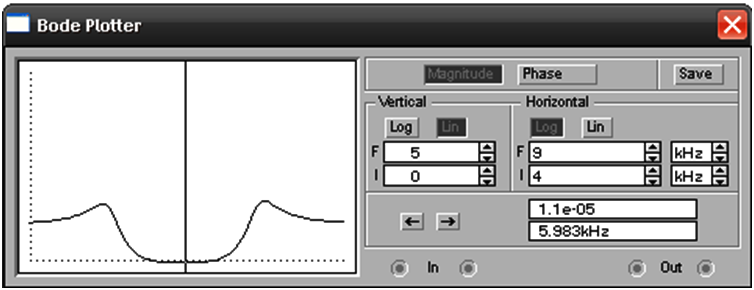 Bode Plotter
Magnitude Phase Save
Vertical Horizontal
Log Lin Log Lin
F 5 F 9 kHz
I 0 I 4 kHz
← → 1.1e-05
5.983kHz
In Out